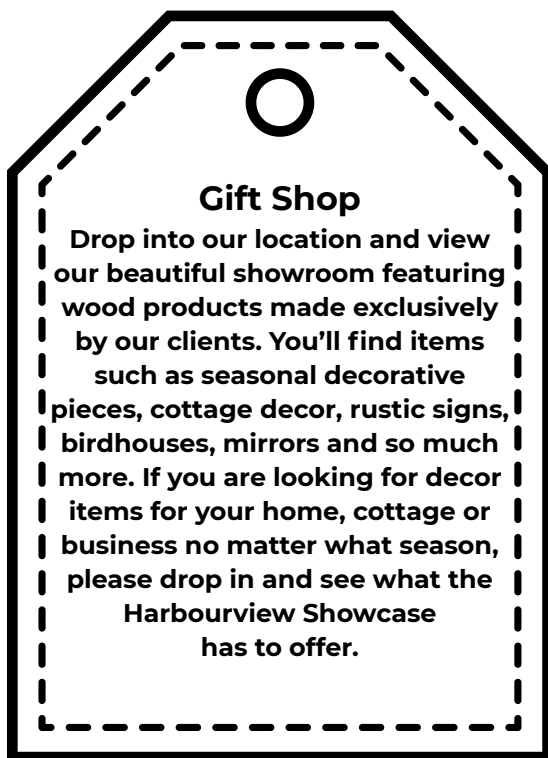 Gift Shop
Drop into our location and view
our beautiful showroom featuring
wood products made exclusively
by our clients. You’ll find items
such as seasonal decorative
pieces, cottage decor, rustic signs,
birdhouses, mirrors and so much
more. If you are looking for decor
items for your home, cottage or
business no matter what season,
please drop in and see what the
Harbourview Showcase
has to offer.